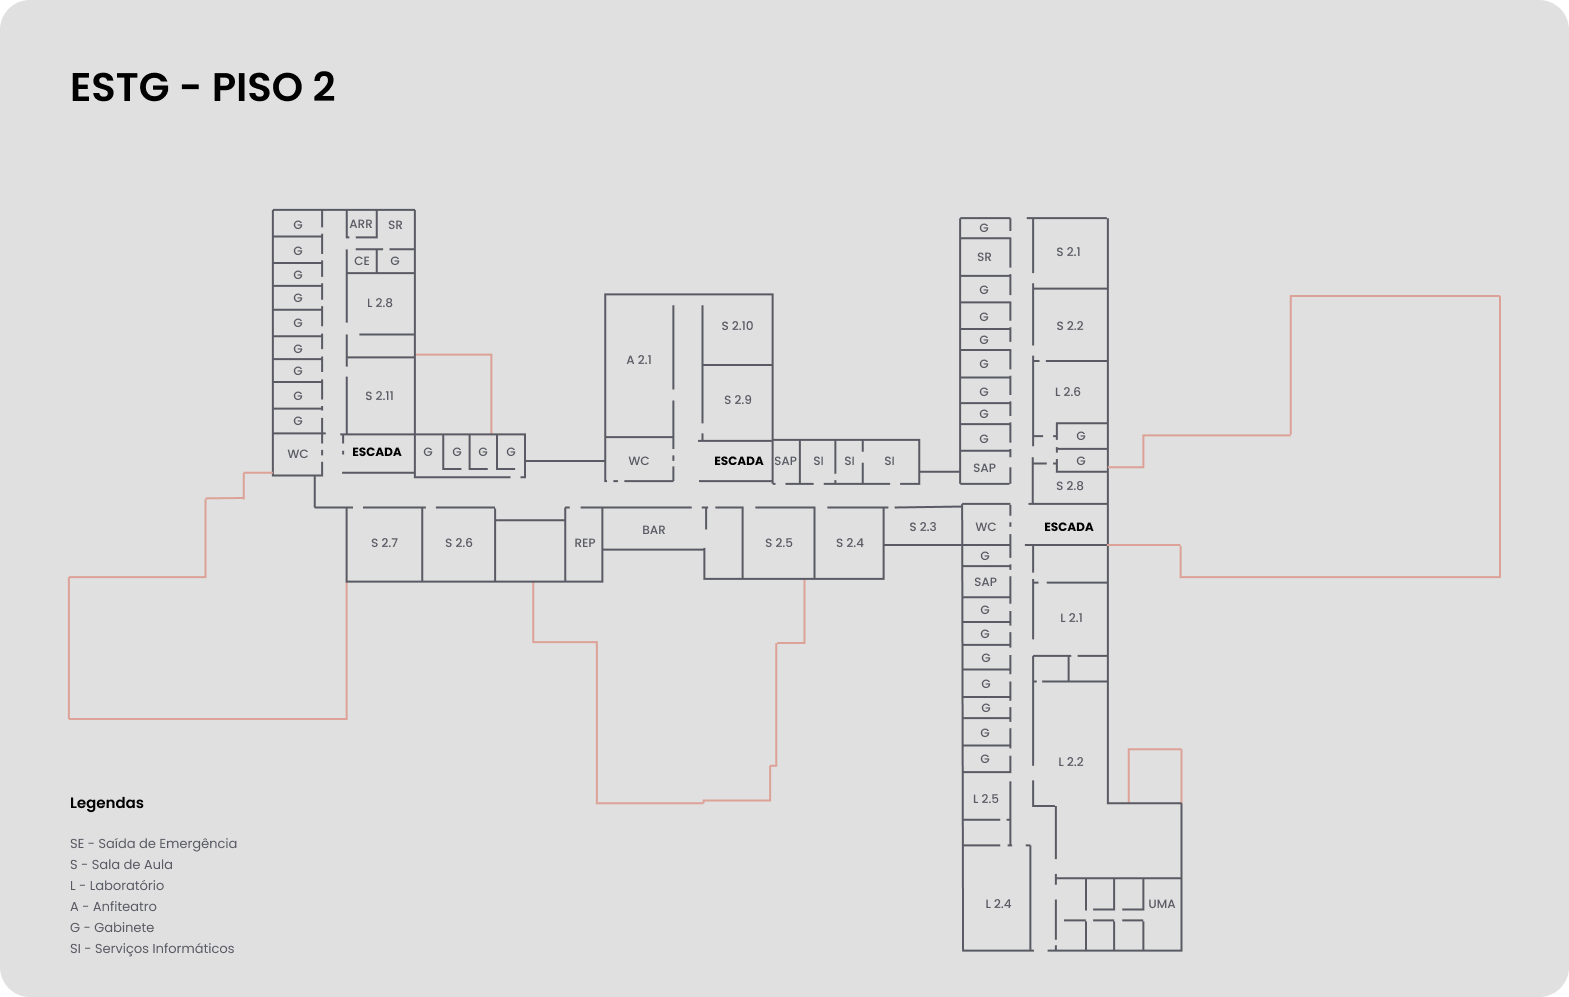 ESTG - PISO 2
G
ARR
SR
G
CE
G
G
L 2.8
G
G
G
G
S 2.11
G
G
WC
ESCADA
G
G
G
G
A 2.1
S 2.10
S 2.9
WC
ESCADA
SAP
SI
SI
SI
G
SR
G
G
G
G
G
G
G
SAP
S 2.1
S 2.2
L 2.6
G
G
S 2.8
S 2.7
S 2.6
REP
BAR
S 2.5
S 2.4
S 2.3
WC
ESCADA
G
SAP
G
G
G
G
G
G
G
L 2.1
L 2.2
L 2.5
L 2.4
UMA
Legendas
SE - Saída de Emergência
S - Sala de Aula
L - Laboratório
A - Anfiteatro
G - Gabinete
SI - Serviços Informáticos